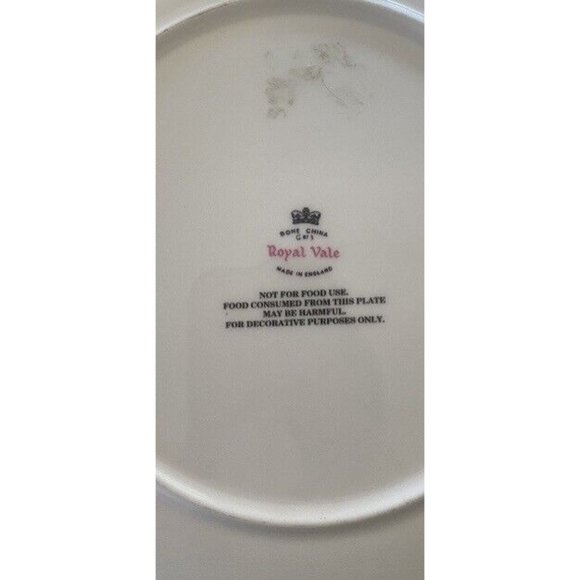 BONE CHINA
Royal Vale
MADE IN ENGLAND
NOT FOR FOOD USE.
FOOD CONSUMED FROM THIS PLATE
MAY BE HARMFUL.
FOR DECORATIVE PURPOSES ONLY.